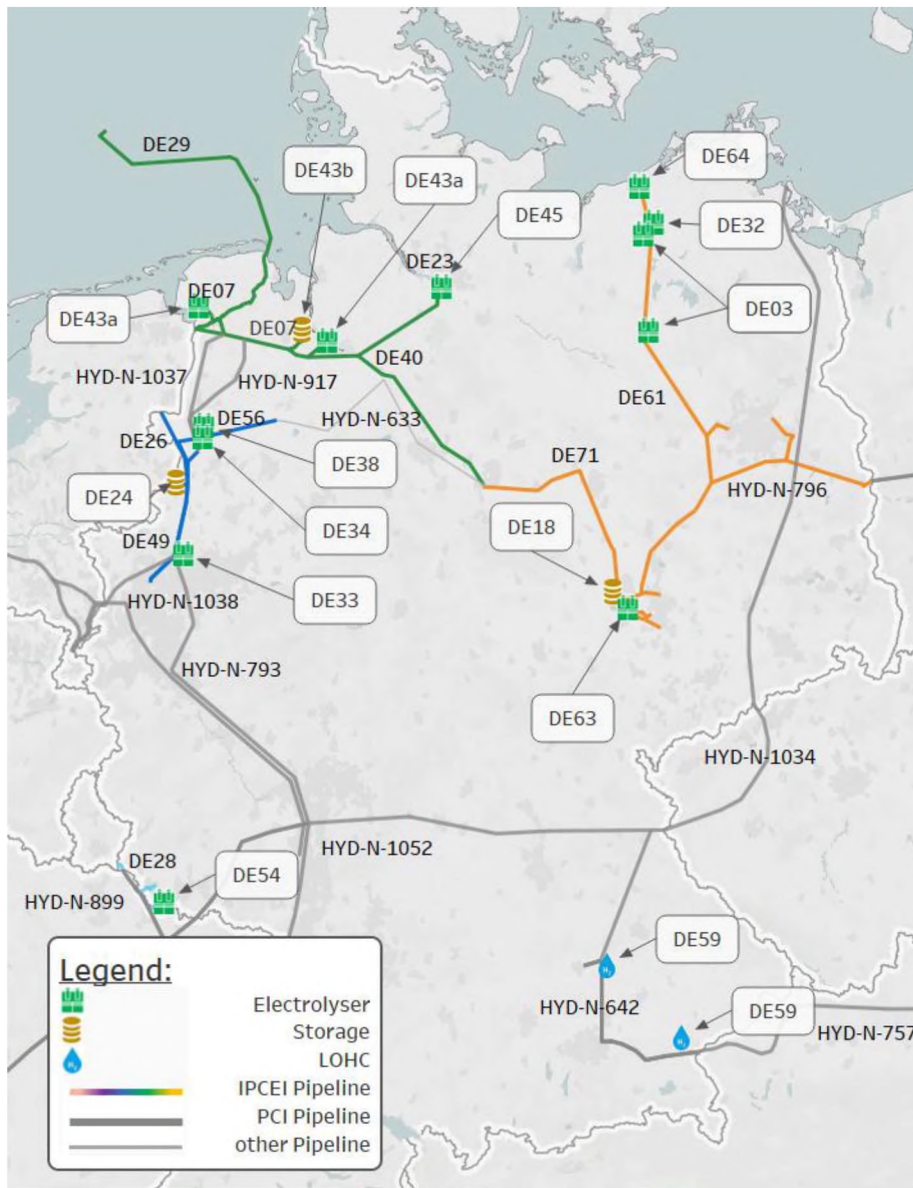 DE29
DE43b
DE43a
DE64
DE45
DE32
DE23
DE07
DE03
DE43a
DE07
DE40
HYD-N-1037
HYD-N-917
DE61
DE56
HYD-N-633
DE26
DE38
DE71
DE24
HYD-N-796
DE34
DE18
DE49
DE33
HYD-N-1038
HYD-N-793
DE63
HYD-N-1034
HYD-N-1052
DE28
DE54
HYD-N-899
DE59
Legend:
Electrolyser
Storage
LOHC
IPCEI Pipeline
PCI Pipeline
other Pipeline
H₂
HYD-N-642
DE59
H₂
HYD-N-757